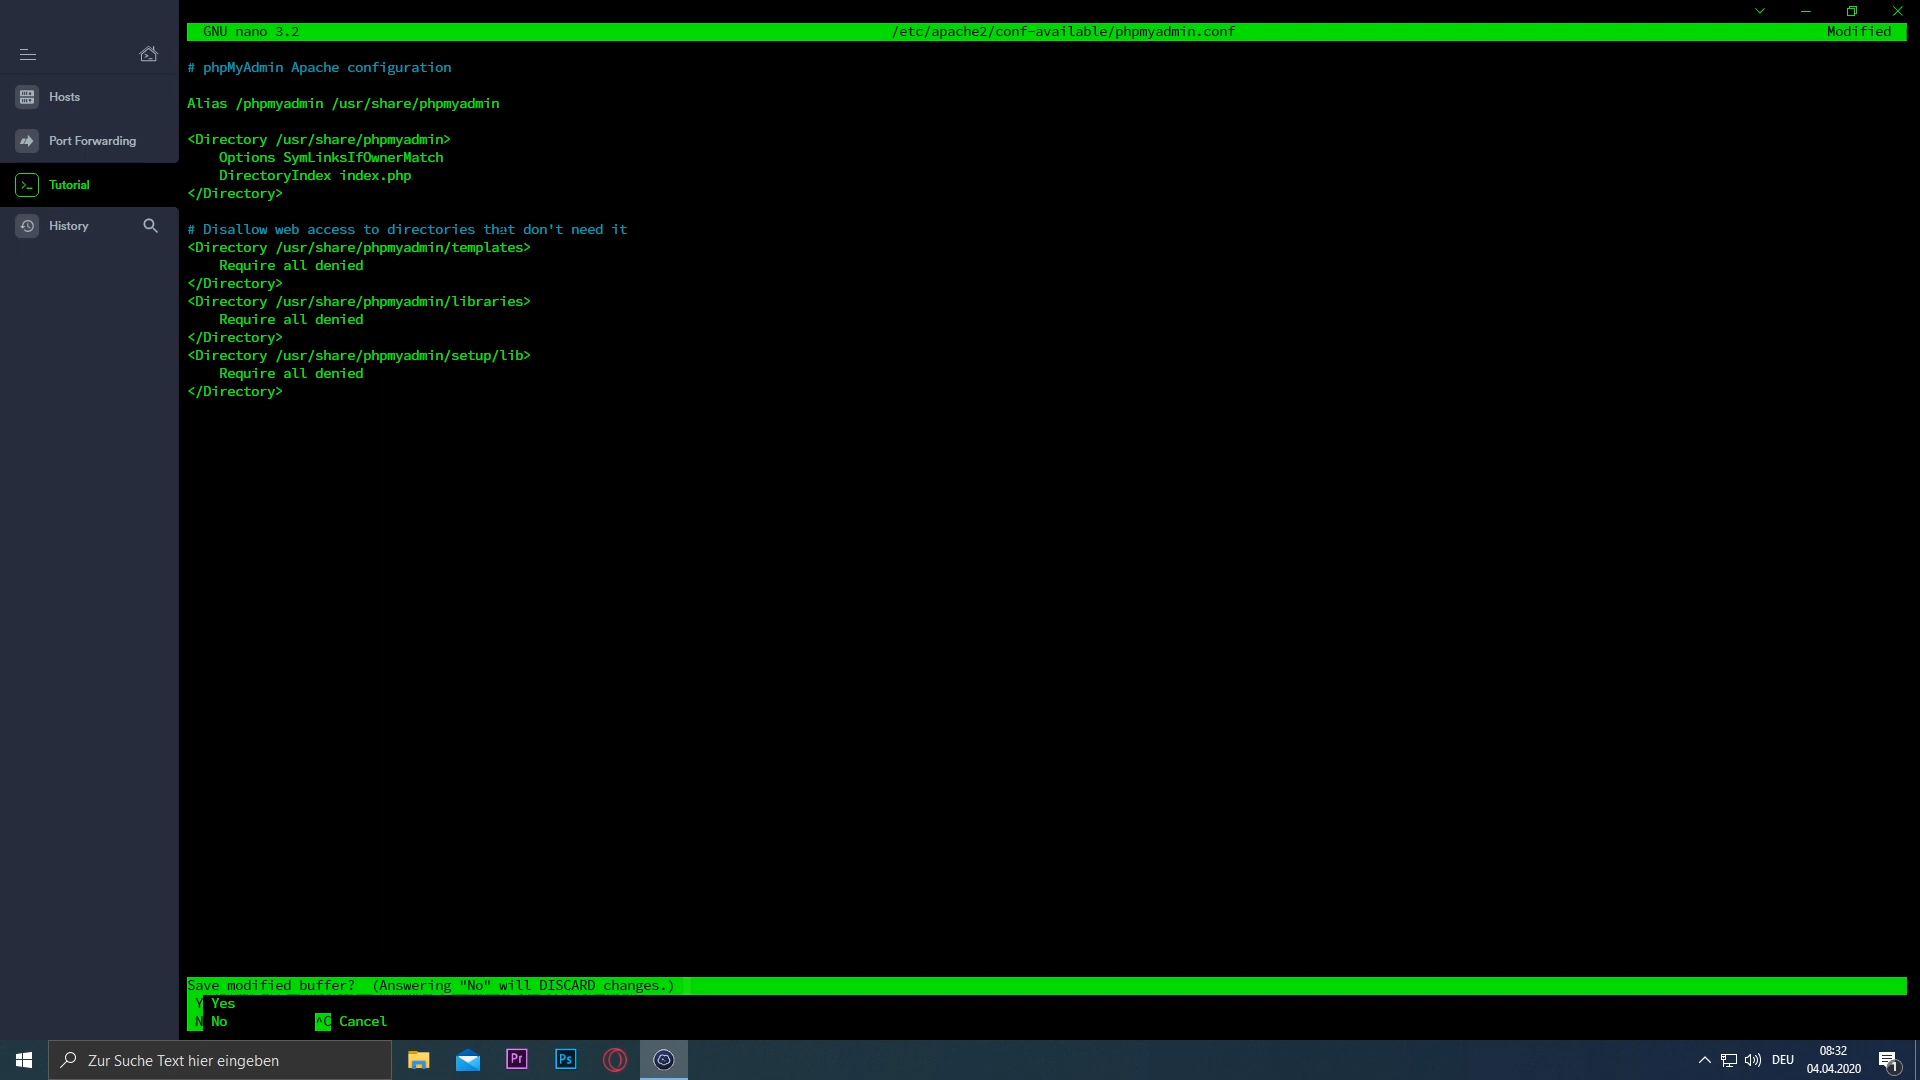 GNU nano 3.2 /etc/apache2/conf-available/phpmyadmin.conf Modified
Hosts
Port Forwarding
Tutorial
History
# phpMyAdmin Apache configuration
Alias /phpmyadmin /usr/share/phpmyadmin
<Directory /usr/share/phpmyadmin>
Options SymLinksIfOwnerMatch
DirectoryIndex index.php
</Directory>
# Disallow web access to directories that don't need it
<Directory /usr/share/phpmyadmin/templates>
Require all denied
</Directory>
<Directory /usr/share/phpmyadmin/libraries>
Require all denied
</Directory>
<Directory /usr/share/phpmyadmin/setup/lib>
Require all denied
</Directory>
Save modified buffer? (Answering "No" will DISCARD changes.)
Y Yes
N No ^C Cancel
Zur Suche Text hier eingeben
Pr
Ps
DEU
08:32
04.04.2020
1